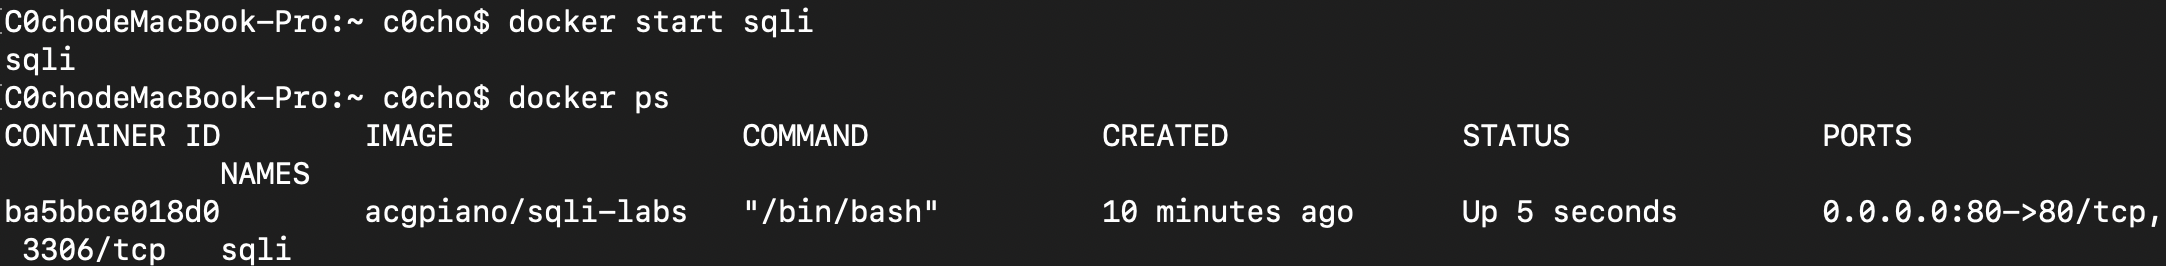 C0chodeMacBook-Pro:~ c0cho$ docker start sqli
sqli
C0chodeMacBook-Pro:~ c0cho$ docker ps
CONTAINER ID        IMAGE                COMMAND             CREATED             STATUS              PORTS
            NAMES
ba5bbce018d0        acgpiano/sqli-labs   "/bin/bash"         10 minutes ago      Up 5 seconds        0.0.0.0:80->80/tcp,
 3306/tcp   sqli